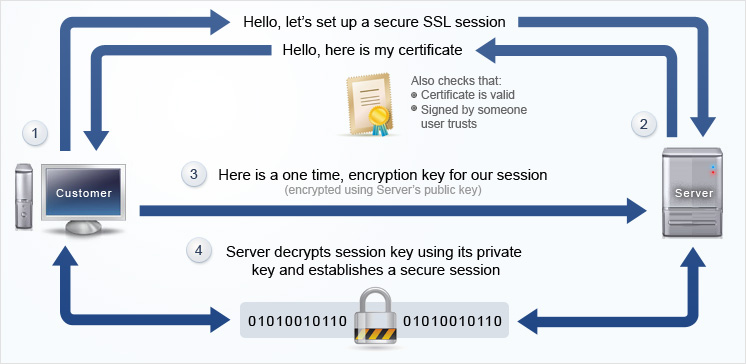 Hello, let's set up a secure SSL session
Hello, here is my certificate
Also checks that:
Certificate is valid
Signed by someone
user trusts
1
2
3
Here is a one time, encryption key for our session
(encrypted using Server's public key)
Customer
Server
4
Server decrypts session key using its private
key and establishes a secure session
01010010110
01010010110